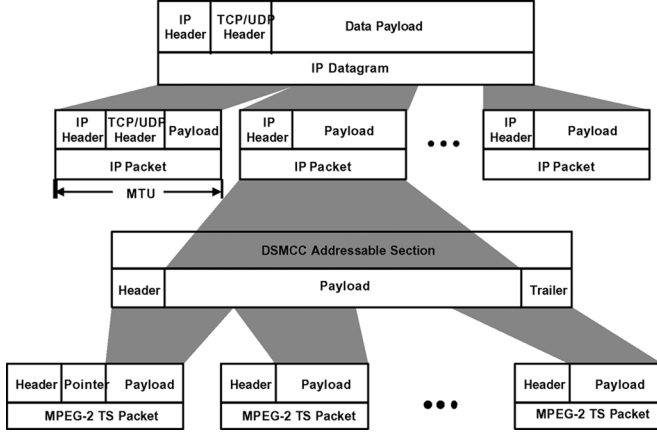 IP Header TCP/UDP Header Data Payload
IP Datagram
IP Header TCP/UDP Header Payload
IP Packet
MTU
IP Header Payload
IP Packet
IP Header Payload
IP Packet
DSMCC Addressable Section
Header Payload Trailer
Header Pointer Payload
MPEG-2 TS Packet
Header Payload
MPEG-2 TS Packet
Header Payload
MPEG-2 TS Packet